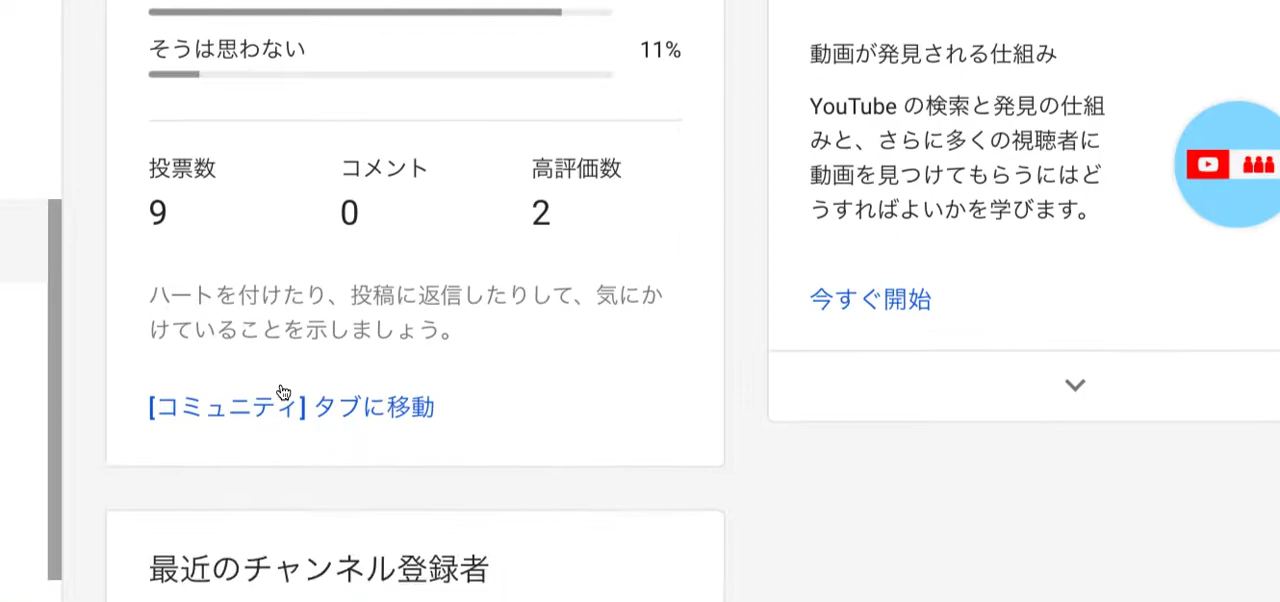 そうは思わない 11%
投票数 コメント 高評価数
9 0 2
ハートを付けたり、投稿に返信したりして、気にか
けていることを示しましょう。
[コミュニティ] タブに移動
最近のチャンネル登録者
動画が発見される仕組み
YouTube の検索と発見の仕組
みと、さらに多くの視聴者に
動画を見つけてもらうにはど
うすればよいかを学びます。
今すぐ開始